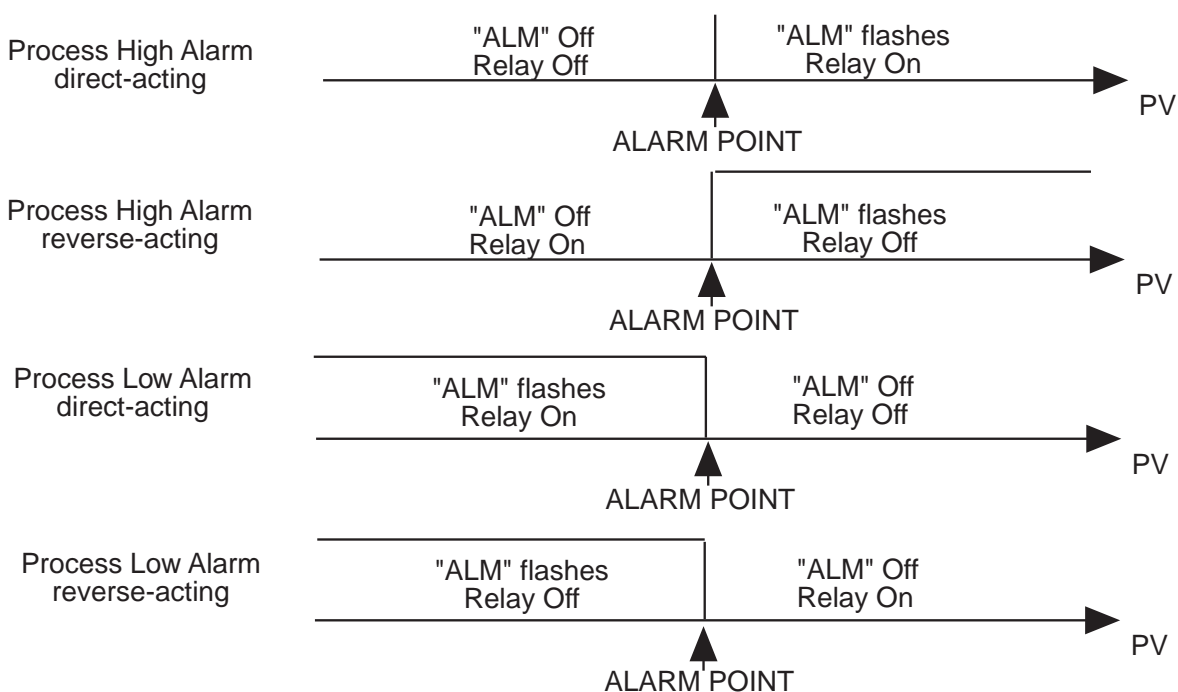 Process High Alarm
direct-acting
"ALM" Off
Relay Off
"ALM" flashes
Relay On
PV
ALARM POINT
Process High Alarm
reverse-acting
"ALM" Off
Relay On
"ALM" flashes
Relay Off
PV
ALARM POINT
Process Low Alarm
direct-acting
"ALM" flashes
Relay On
"ALM" Off
Relay Off
PV
ALARM POINT
Process Low Alarm
reverse-acting
"ALM" flashes
Relay Off
"ALM" Off
Relay On
PV
ALARM POINT